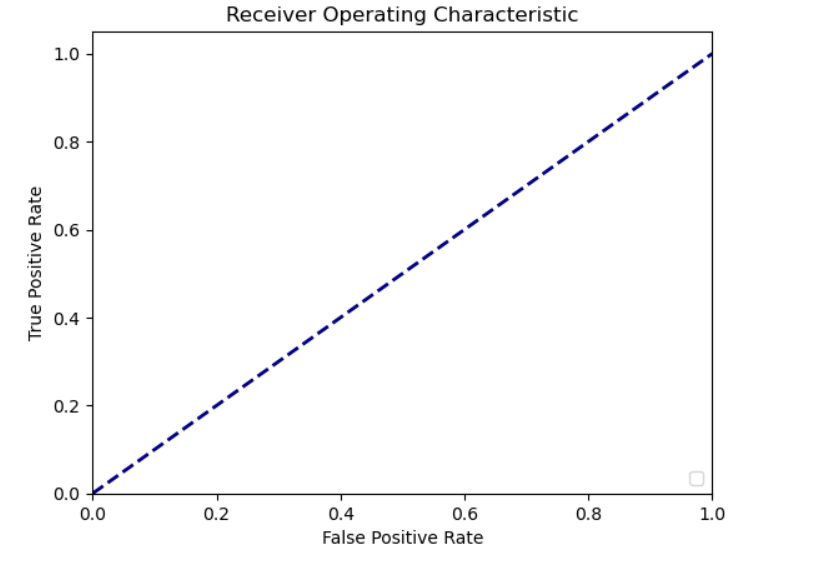 Receiver Operating Characteristic
1.0
0.8
0.6
0.4
0.2
0.0
True Positive Rate
0.0 0.2 0.4 0.6 0.8 1.0
False Positive Rate